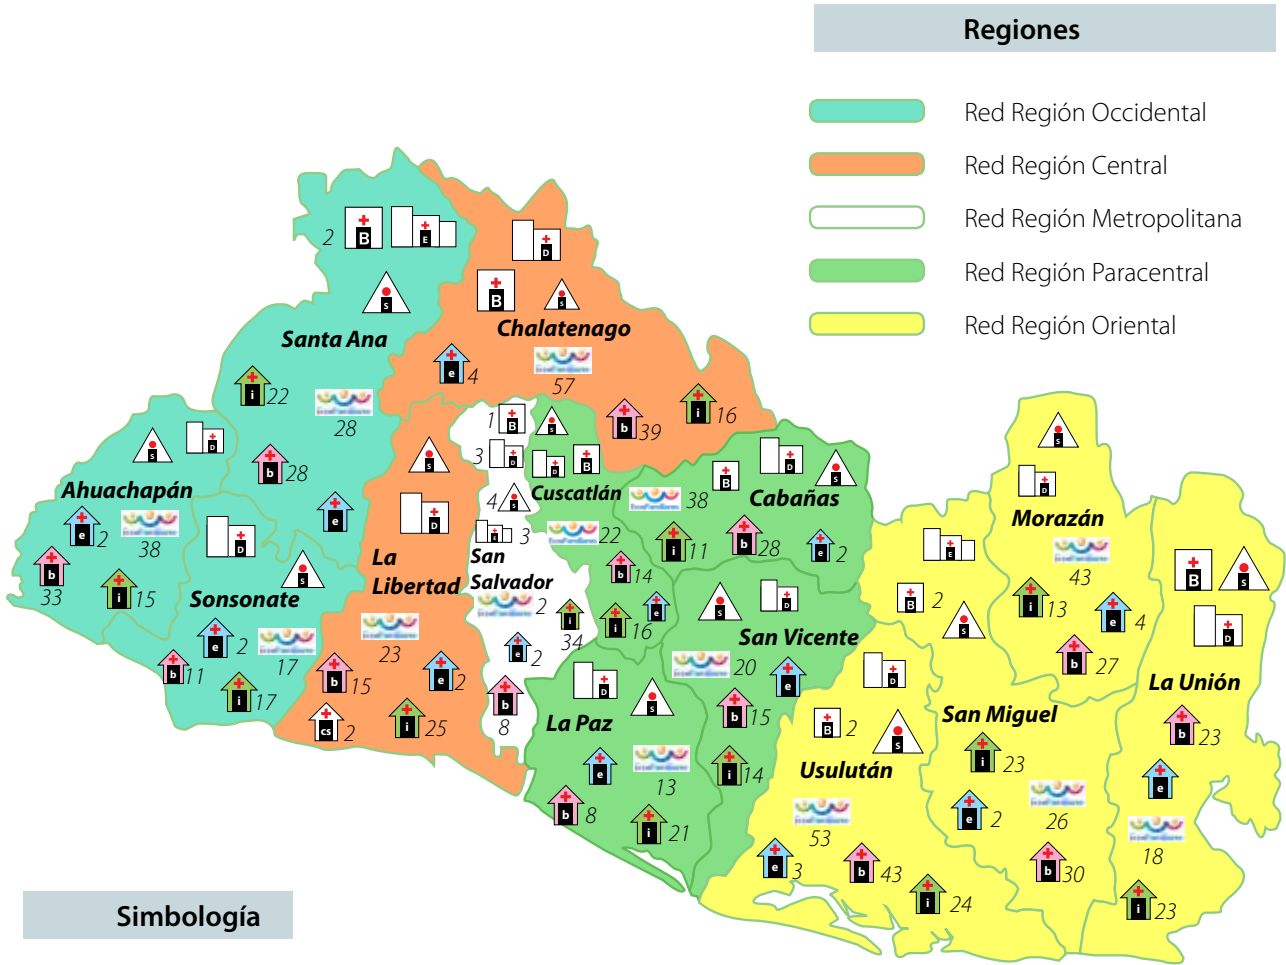 Regiones
Red Región Occidental
Red Región Central
Red Región Metropolitana
Red Región Paracentral
Red Región Oriental
2 B E
D
s
B s
Santa Ana
Chalatenago
e 4
57
i 22
28
b 39
i 16
b 28
e
s D
Ahuachapán
e 2
38
b
33
i 15
D
s
Sonsonate
e 2
17
b 11
i 17
s
D
La
Libertad
23
b 15
e 2
cs 2
i 25
1 B
3 D
4 s
E 3
San
Salvador
2
i
34
e 2
b
8
s
D B
Cuscatlán
22
b 14
i 16
e
B D s
Cabañas
38
i 11
b 28
e 2
s D
San Vicente
20
e
b 15
i 14
D
s
La Paz
e
13
b 8
i 21
D
B 2
s
Usulután
53
e 3
b 43
i 24
E
B 2
s
San Miguel
i 23
e 2
26
b 30
s
D
Morazán
43
i 13
e 4
b 27
B s
D
La Unión
b 23
e
18
i 23
Simbología